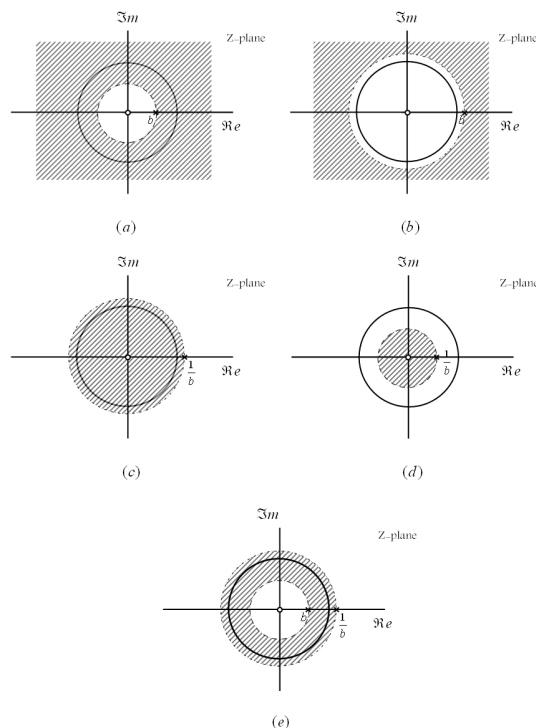 ℑm
Z-plane
b
ℜe
(a)
ℑm
Z-plane
b
ℜe
(b)
ℑm
Z-plane
1
b
ℜe
(c)
ℑm
Z-plane
1
b
ℜe
(d)
ℑm
Z-plane
b
1
b
ℜe
(e)